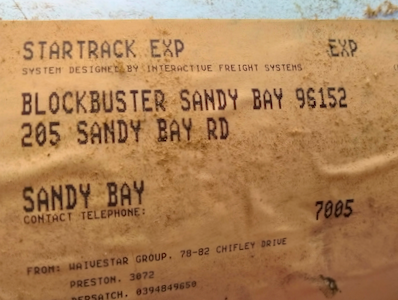 STARTRACK EXP EXP
SYSTEM DESIGNED BY INTERACTIVE FREIGHT SYSTEMS
BLOCKBUSTER SANDY BAY 96152
205 SANDY BAY RD
SANDY BAY
CONTACT TELEPHONE: 7005
FROM: WAIVESTAR GROUP. 78-82 CHIFLEY DRIVE
PRESTON. 3072
DERSATCH. 0394849650